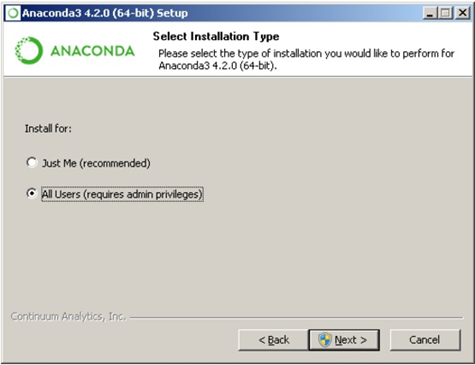 Anaconda3 4.2.0 (64-bit) Setup
ANACONDA
Select Installation Type
Please select the type of installation you would like to perform for
Anaconda3 4.2.0 (64-bit).
Install for:
Just Me (recommended)
All Users (requires admin privileges)
Continuum Analytics, Inc.
< Back
Next >
Cancel